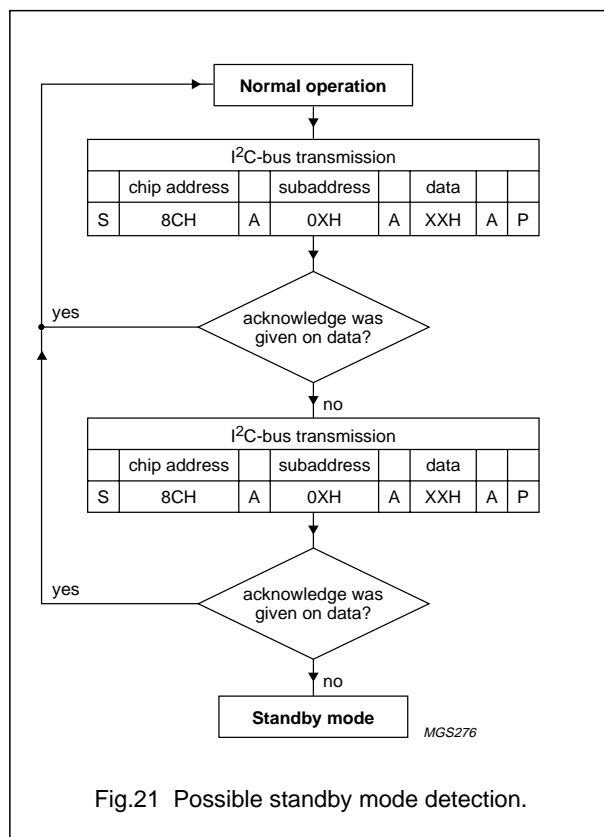 Normal operation
I²C-bus transmission
chip address subaddress data
S 8CH A 0XH A XXH A P
yes
acknowledge was
given on data?
no
I²C-bus transmission
chip address subaddress data
S 8CH A 0XH A XXH A P
yes
acknowledge was
given on data?
no
Standby mode
MGS276
Fig.21 Possible standby mode detection.